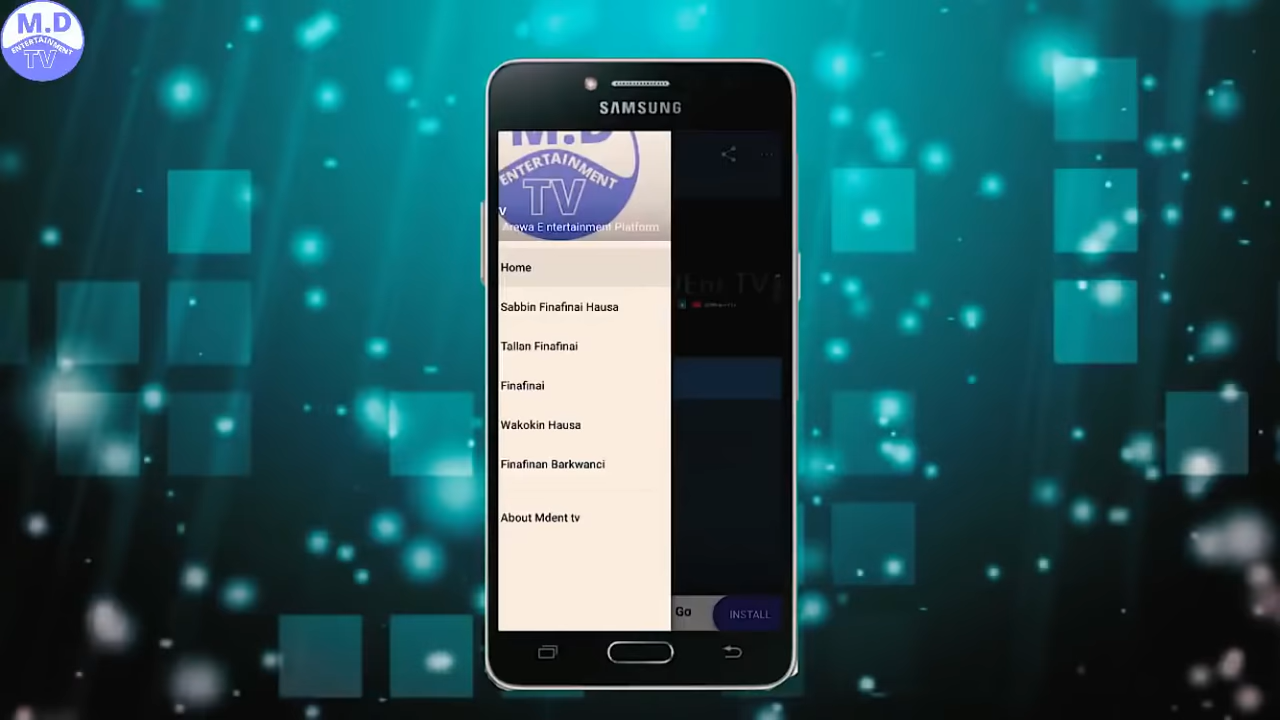 M.D
ENTERTAINMENT
TV
SAMSUNG
M.D
ENTERTAINMENT
TV
V
Arewa Entertainment Platform
Home
Sabbin Finafinai Hausa
Tallan Finafinai
Finafinai
Wakokin Hausa
Finafinan Barkwanci
About Mdent tv
TV
Go
INSTALL